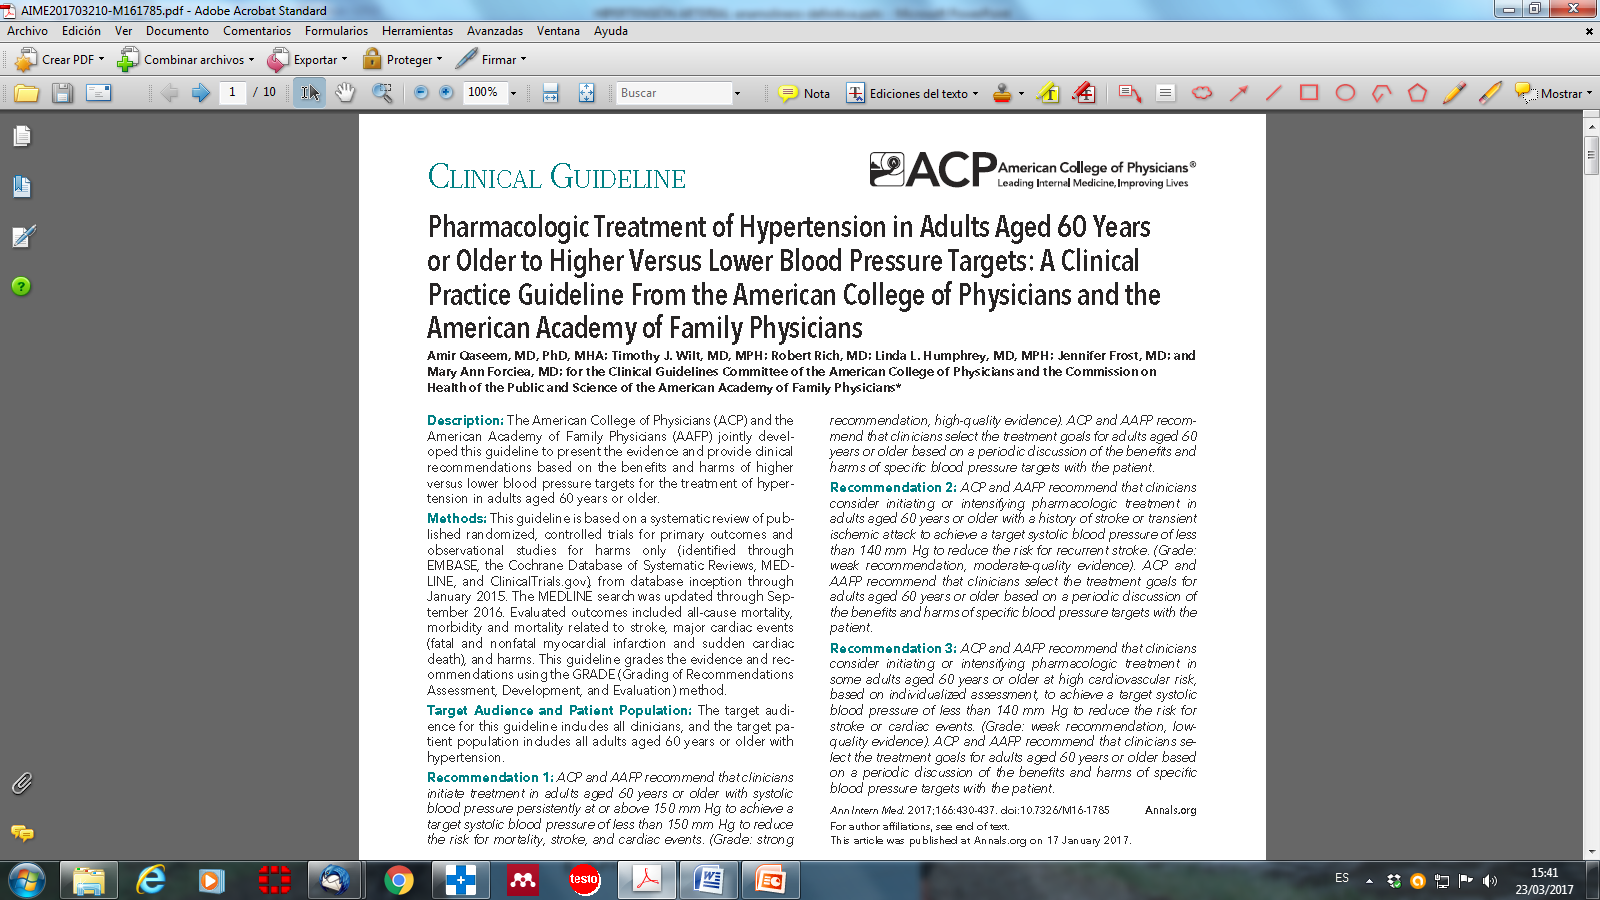 AIME201703210-M161785.pdf - Adobe Acrobat Standard
Archivo Edición Ver Documento Comentarios Formularios Herramientas Avanzadas Ventana Ayuda
Crear PDF Combinar archivos Exportar Proteger Firmar
1 / 10 100% Buscar Nota Ediciones del texto Mostrar
CLINICAL GUIDELINE
ACP American College of Physicians®
Leading Internal Medicine, Improving Lives
Pharmacologic Treatment of Hypertension in Adults Aged 60 Years
or Older to Higher Versus Lower Blood Pressure Targets: A Clinical
Practice Guideline From the American College of Physicians and the
American Academy of Family Physicians
Amir Qaseem, MD, PhD, MHA; Timothy J. Wilt, MD, MPH; Robert Rich, MD; Linda L. Humphrey, MD, MPH; Jennifer Frost, MD; and
Mary Ann Forciea, MD; for the Clinical Guidelines Committee of the American College of Physicians and the Commission on
Health of the Public and Science of the American Academy of Family Physicians*
Description: The American College of Physicians (ACP) and the
American Academy of Family Physicians (AAFP) jointly devel-
oped this guideline to present the evidence and provide clinical
recommendations based on the benefits and harms of higher
versus lower blood pressure targets for the treatment of hyper-
tension in adults aged 60 years or older.
Methods: This guideline is based on a systematic review of pub-
lished randomized, controlled trials for primary outcomes and
observational studies for harms only (identified through
EMBASE, the Cochrane Database of Systematic Reviews, MED-
LINE, and ClinicalTrials.gov), from database inception through
January 2015. The MEDLINE search was updated through Sep-
tember 2016. Evaluated outcomes included all-cause mortality,
morbidity and mortality related to stroke, major cardiac events
(fatal and nonfatal myocardial infarction and sudden cardiac
death), and harms. This guideline grades the evidence and rec-
ommendations using the GRADE (Grading of Recommendations
Assessment, Development, and Evaluation) method.
Target Audience and Patient Population: The target audi-
ence for this guideline includes all clinicians, and the target pa-
tient population includes all adults aged 60 years or older with
hypertension.
Recommendation 1: ACP and AAFP recommend that clinicians
initiate treatment in adults aged 60 years or older with systolic
blood pressure persistently at or above 150 mm Hg to achieve a
target systolic blood pressure of less than 150 mm Hg to reduce
the risk for mortality, stroke, and cardiac events. (Grade: strong
recommendation, high-quality evidence). ACP and AAFP recom-
mend that clinicians select the treatment goals for adults aged 60
years or older based on a periodic discussion of the benefits and
harms of specific blood pressure targets with the patient.
Recommendation 2: ACP and AAFP recommend that clinicians
consider initiating or intensifying pharmacologic treatment in
adults aged 60 years or older with a history of stroke or transient
ischemic attack to achieve a target systolic blood pressure of less
than 140 mm Hg to reduce the risk for recurrent stroke. (Grade:
weak recommendation, moderate-quality evidence). ACP and
AAFP recommend that clinicians select the treatment goals for
adults aged 60 years or older based on a periodic discussion of
the benefits and harms of specific blood pressure targets with the
patient.
Recommendation 3: ACP and AAFP recommend that clinicians
consider initiating or intensifying pharmacologic treatment in
some adults aged 60 years or older at high cardiovascular risk,
based on individualized assessment, to achieve a target systolic
blood pressure of less than 140 mm Hg to reduce the risk for
stroke or cardiac events. (Grade: weak recommendation, low-
quality evidence). ACP and AAFP recommend that clinicians se-
lect the treatment goals for adults aged 60 years or older based
on a periodic discussion of the benefits and harms of specific
blood pressure targets with the patient.
Ann Intern Med. 2017;166:430-437. doi:10.7326/M16-1785 Annals.org
For author affiliations, see end of text.
This article was published at Annals.org on 17 January 2017.
testo
ES
15:41
23/03/2017